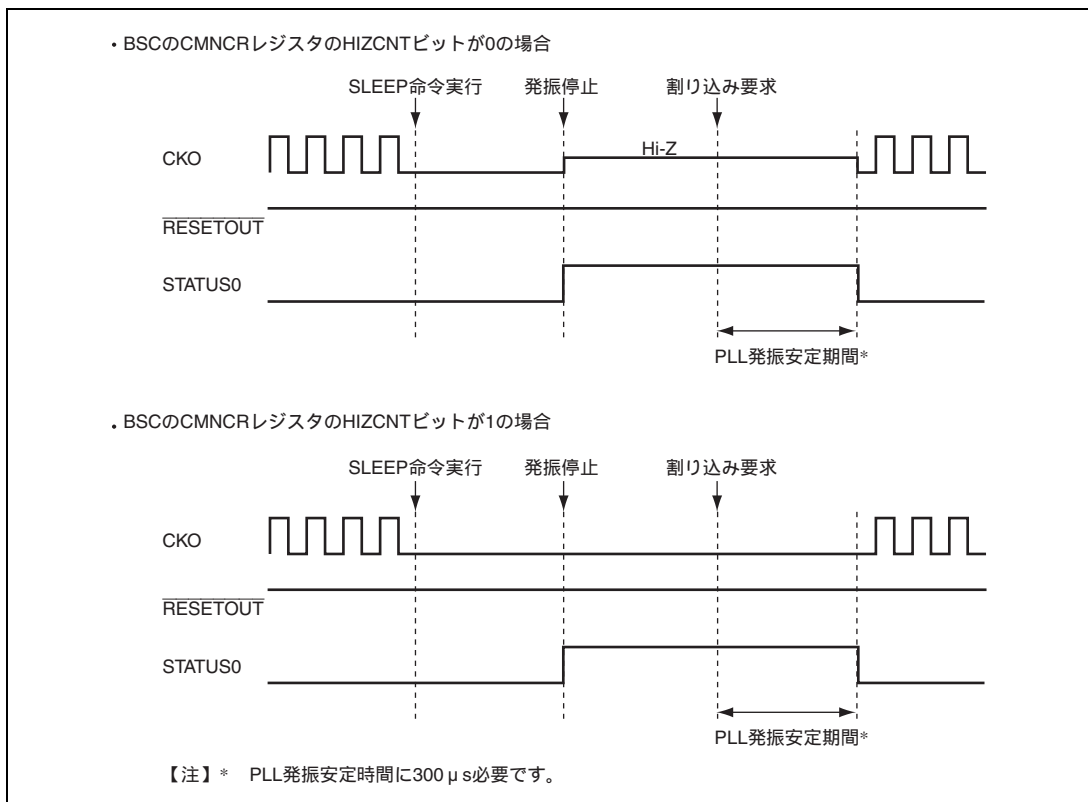 ・BSCのCMNCRレジスタのHIZCNTビットが0の場合
SLEEP命令実行 発振停止 割り込み要求
CKO
Hi-Z
RESETOUT
STATUS0
PLL発振安定期間*
・BSCのCMNCRレジスタのHIZCNTビットが1の場合
SLEEP命令実行 発振停止 割り込み要求
CKO
RESETOUT
STATUS0
PLL発振安定期間*
【注】* PLL発振安定時間に300μs必要です。